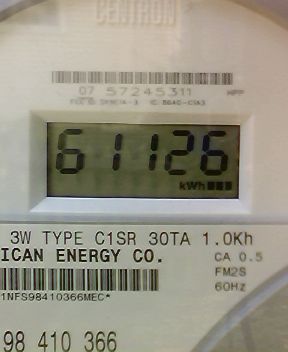 CENTRON
07 57245311
61126
kWh
3W TYPE C1SR 30TA 1.0Kh
ICAN ENERGY CO. CA 0.5
FM2S
1NFS98410366MEC* 60Hz
98 410 366